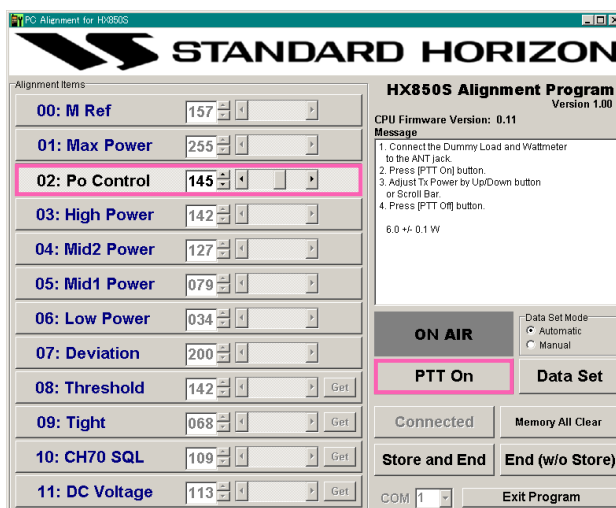 PC Alignment for HX850S
STANDARD HORIZON
Alignment Items
00: M Ref 157
01: Max Power 255
02: Po Control 145
03: High Power 142
04: Mid2 Power 127
05: Mid1 Power 079
06: Low Power 034
07: Deviation 200
08: Threshold 142 Get
09: Tight 068 Get
10: CH70 SQL 109 Get
11: DC Voltage 113 Get
HX850S Alignment Program
Version 1.00
CPU Firmware Version: 0.11
Message
1. Connect the Dummy Load and Wattmeter
to the ANT jack.
2. Press [PTT On] button.
3. Adjust Tx Power by Up/Down button
or Scroll Bar.
4. Press [PTT Off] button.
6.0 +/- 0.1 W
ON AIR
Data Set Mode
Automatic
Manual
PTT On
Data Set
Connected
Memory All Clear
Store and End
End (w/o Store)
COM 1
Exit Program